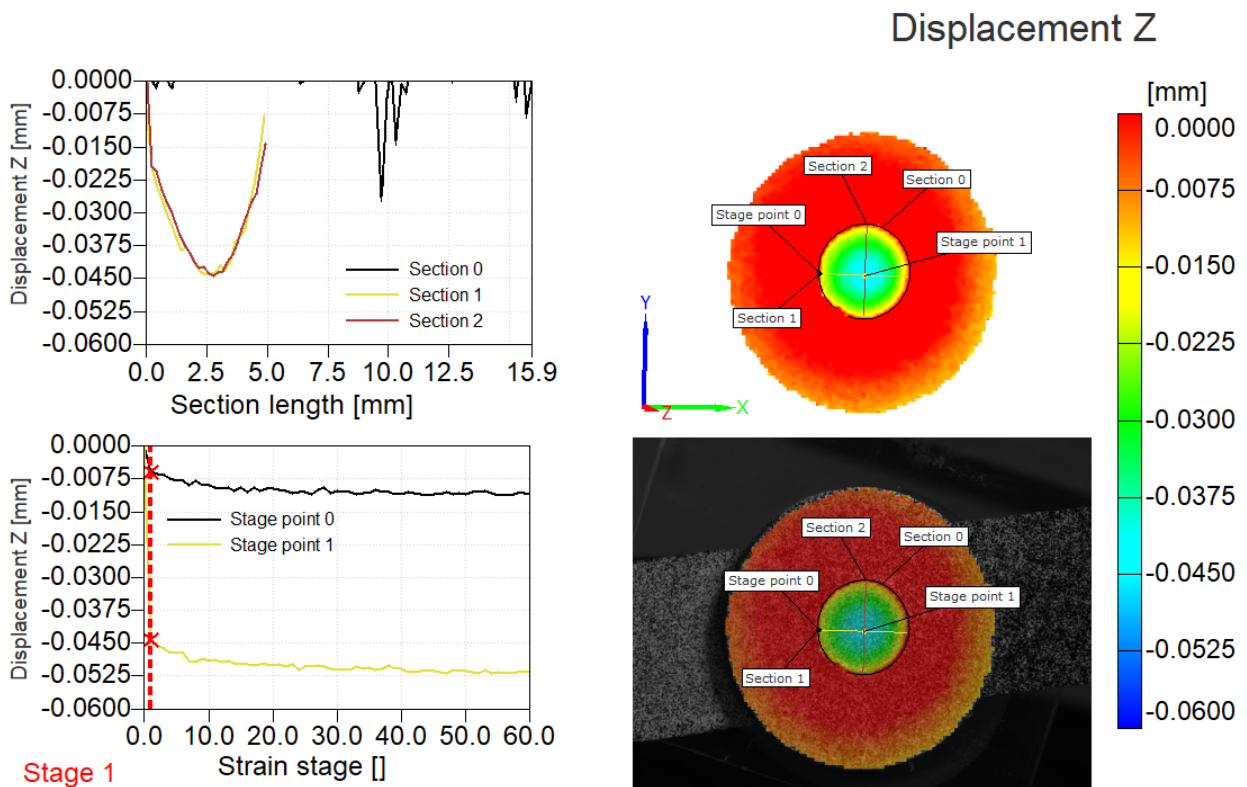 Displacement Z
Displacement Z [mm]
0.0000
-0.0075
-0.0150
-0.0225
-0.0300
-0.0375
-0.0450
-0.0525
-0.0600
Section 0
Section 1
Section 2
0.0 2.5 5.0 7.5 10.0 12.5 15.9
Section length [mm]
Section 2
Section 0
Stage point 0
Stage point 1
Section 1
Y
X
Z
[mm]
0.0000
-0.0075
-0.0150
-0.0225
-0.0300
-0.0375
-0.0450
-0.0525
-0.0600
Displacement Z [mm]
0.0000
-0.0075
-0.0150
-0.0225
-0.0300
-0.0375
-0.0450
-0.0525
-0.0600
Stage point 0
Stage point 1
0.0 10.0 20.0 30.0 40.0 50.0 60.0
Strain stage []
Stage 1
Section 2
Section 0
Stage point 0
Stage point 1
Section 1